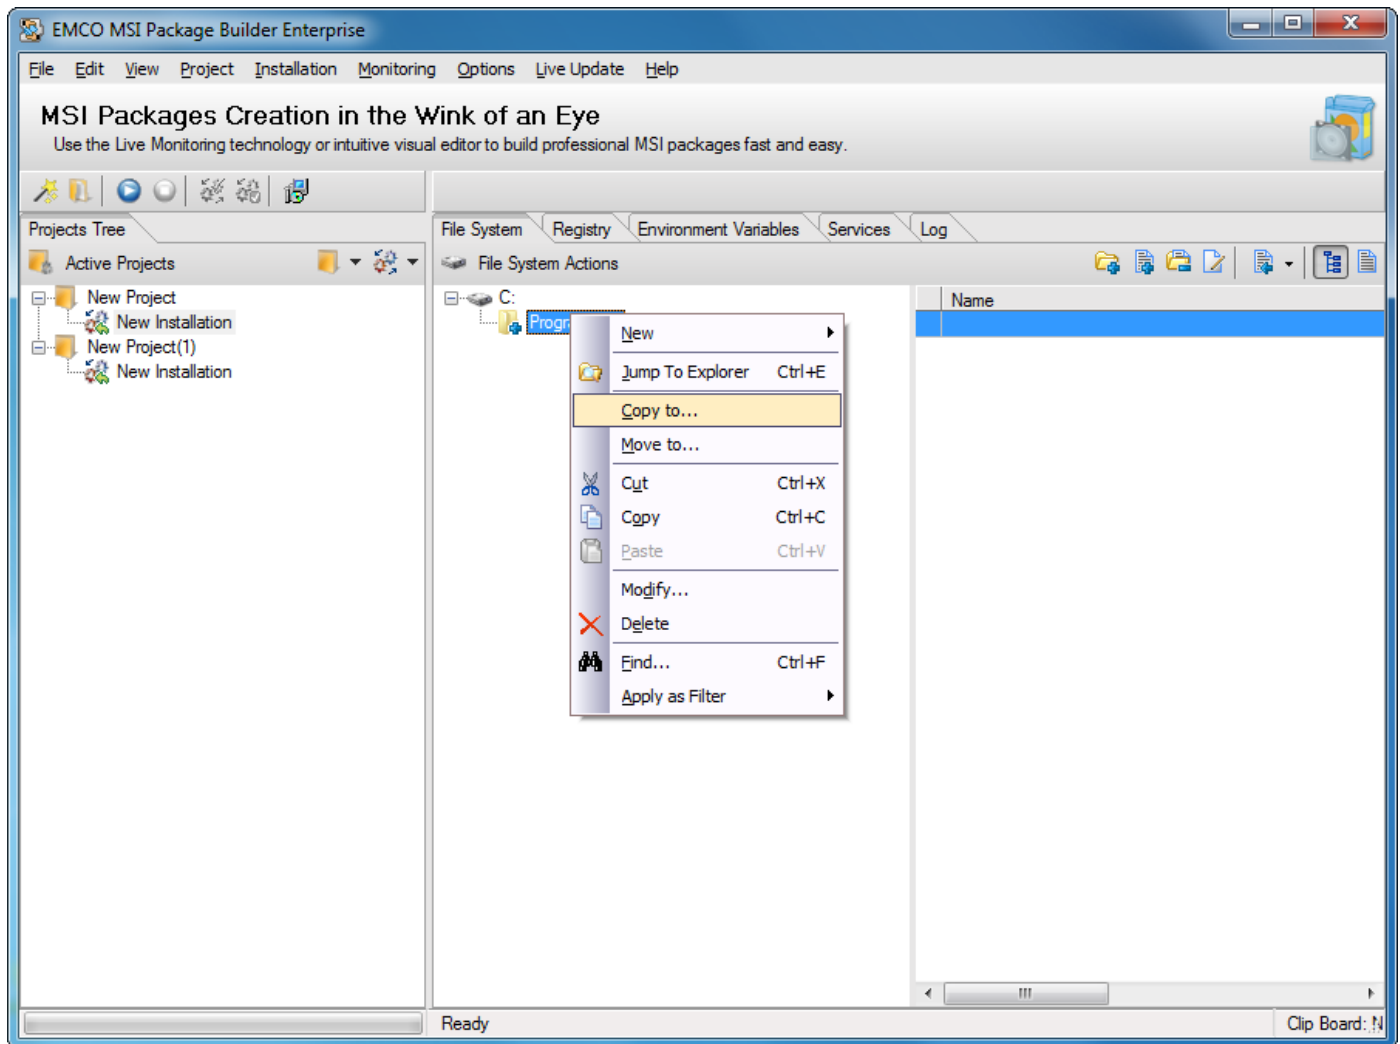 EMCO MSI Package Builder Enterprise
File Edit View Project Installation Monitoring Options Live Update Help
MSI Packages Creation in the Wink of an Eye
Use the Live Monitoring technology or intuitive visual editor to build professional MSI packages fast and easy.
Projects Tree
File System Registry Environment Variables Services Log
Active Projects
File System Actions
New Project
New Installation
New Project(1)
New Installation
C:
Name
New
Jump To Explorer Ctrl+E
Copy to...
Move to...
Cut Ctrl+X
Copy Ctrl+C
Paste Ctrl+V
Modify...
Delete
Find... Ctrl+F
Apply as Filter
Ready
Clip Board: